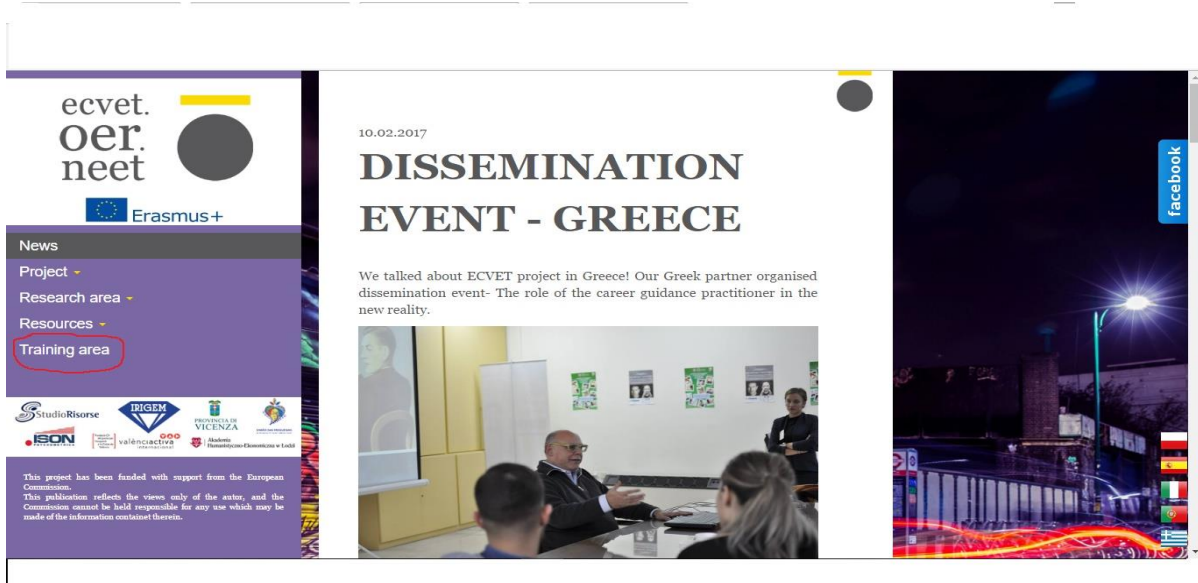 ecvet.
oer.
neet
Erasmus+
News
Project
Research area
Resources
Training area
StudioRisorse
IRIGEM
PROVINCIA DI
VICENZA
ISON
valènciactiva
Akademia
Humanistyczno-Ekonomiczna w Łodzi
This project has been funded with support from the European
Commission.
This publication reflects the views only of the autor, and the
Commission cannot be held responsible for any use which may be
made of the information containet therein.
10.02.2017
DISSEMINATION
EVENT - GREECE
We talked about ECVET project in Greece! Our Greek partner organised
dissemination event- The role of the career guidance practitioner in the
new reality.
facebook